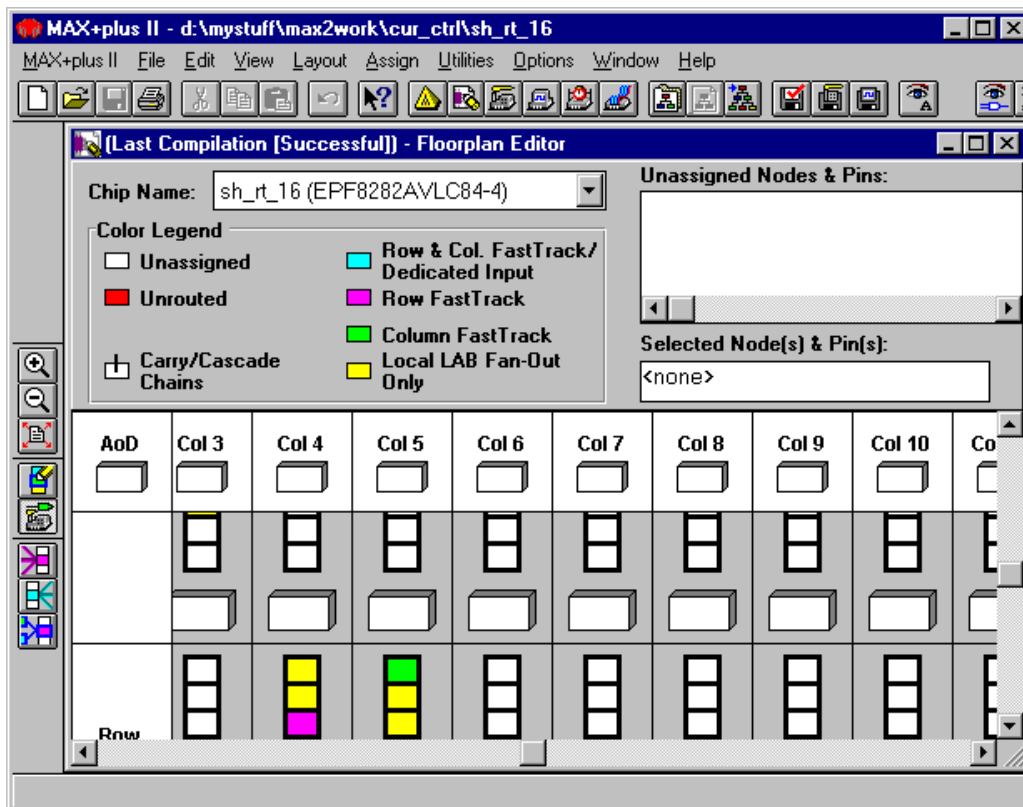 MAX+plus II - d:\mystuff\max2work\cur_ctrl\sh_rt_16
MAX+plus II File Edit View Layout Assign Utilities Options Window Help
(Last Compilation [Successful]) - Floorplan Editor
Chip Name: sh_rt_16 (EPF8282AVLC84-4)
Unassigned Nodes & Pins:
Color Legend
Unassigned
Unrouted
Carry/Cascade
Chains
Row & Col. FastTrack/
Dedicated Input
Row FastTrack
Column FastTrack
Local LAB Fan-Out
Only
Selected Node(s) & Pin(s):
<none>
AoD Col 3 Col 4 Col 5 Col 6 Col 7 Col 8 Col 9 Col 10 Co
Row